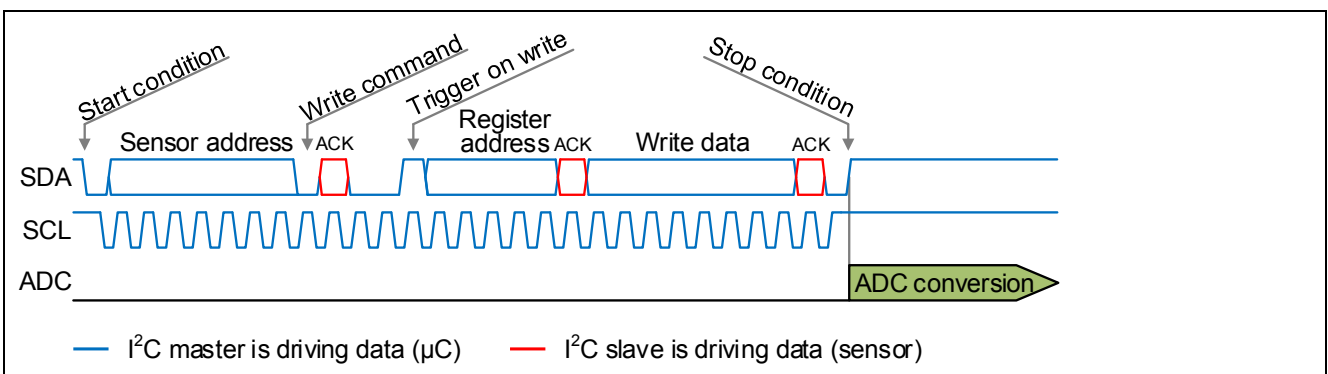 Start condition
Write command
Trigger on write
Stop condition
Sensor address
ACK
Register
address
ACK
Write data
ACK
SDA
SCL
ADC
ADC conversion
I²C master is driving data (µC)
I²C slave is driving data (sensor)